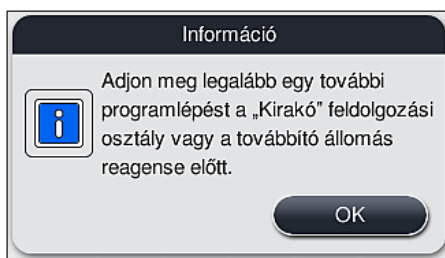 Információ
Adjon meg legalább egy további
programlépést a „Kirakó” feldolgozási
osztály vagy a továbbító állomás
reagense előtt.
OK